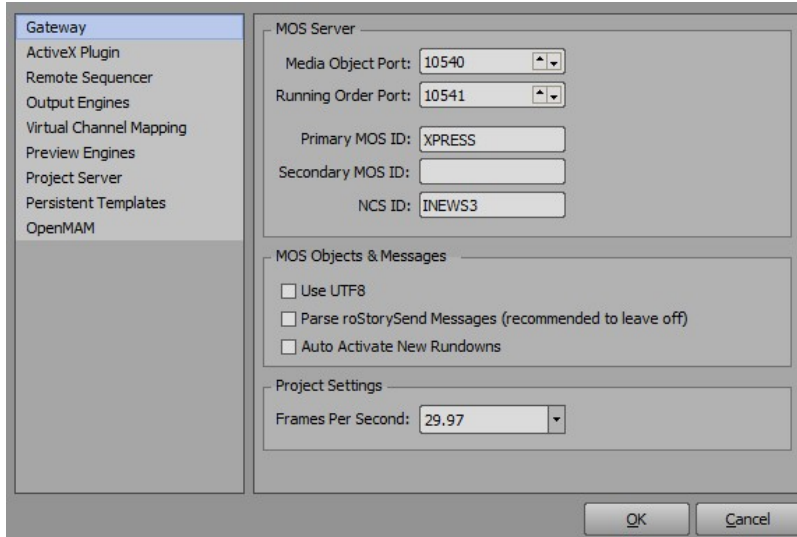 Gateway
ActiveX Plugin
Remote Sequencer
Output Engines
Virtual Channel Mapping
Preview Engines
Project Server
Persistent Templates
OpenMAM
MOS Server
Media Object Port: 10540
Running Order Port: 10541
Primary MOS ID: XPRESS
Secondary MOS ID:
NCS ID: INEWS3
MOS Objects & Messages
Use UTF8
Parse roStorySend Messages (recommended to leave off)
Auto Activate New Rundowns
Project Settings
Frames Per Second: 29.97
OK Cancel